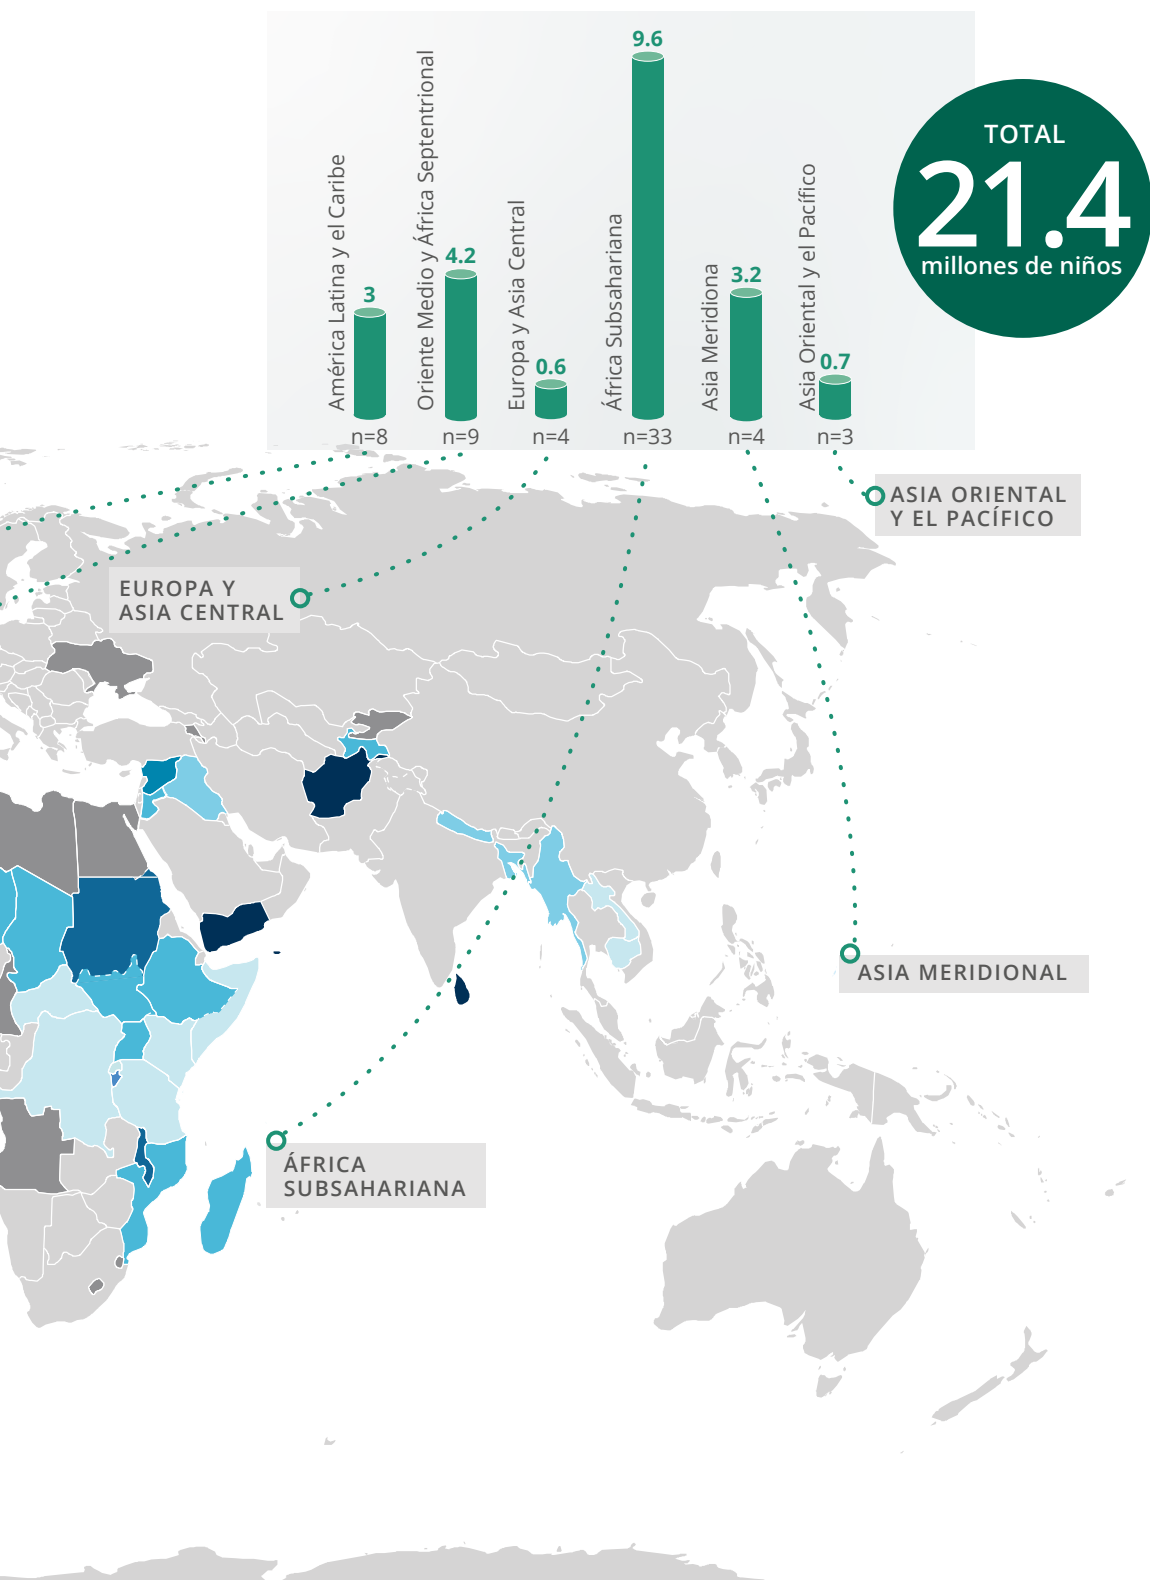 América Latina y el Caribe
3
n=8
Oriente Medio y África Septentrional
4.2
n=9
Europa y Asia Central
0.6
n=4
África Subsahariana
9.6
n=33
Asia Meridiona
3.2
n=4
Asia Oriental y el Pacífico
0.7
n=3
TOTAL
21.4
millones de niños
ASIA ORIENTAL
Y EL PACÍFICO
EUROPA Y
ASIA CENTRAL
ASIA MERIDIONAL
ÁFRICA
SUBSAHARIANA